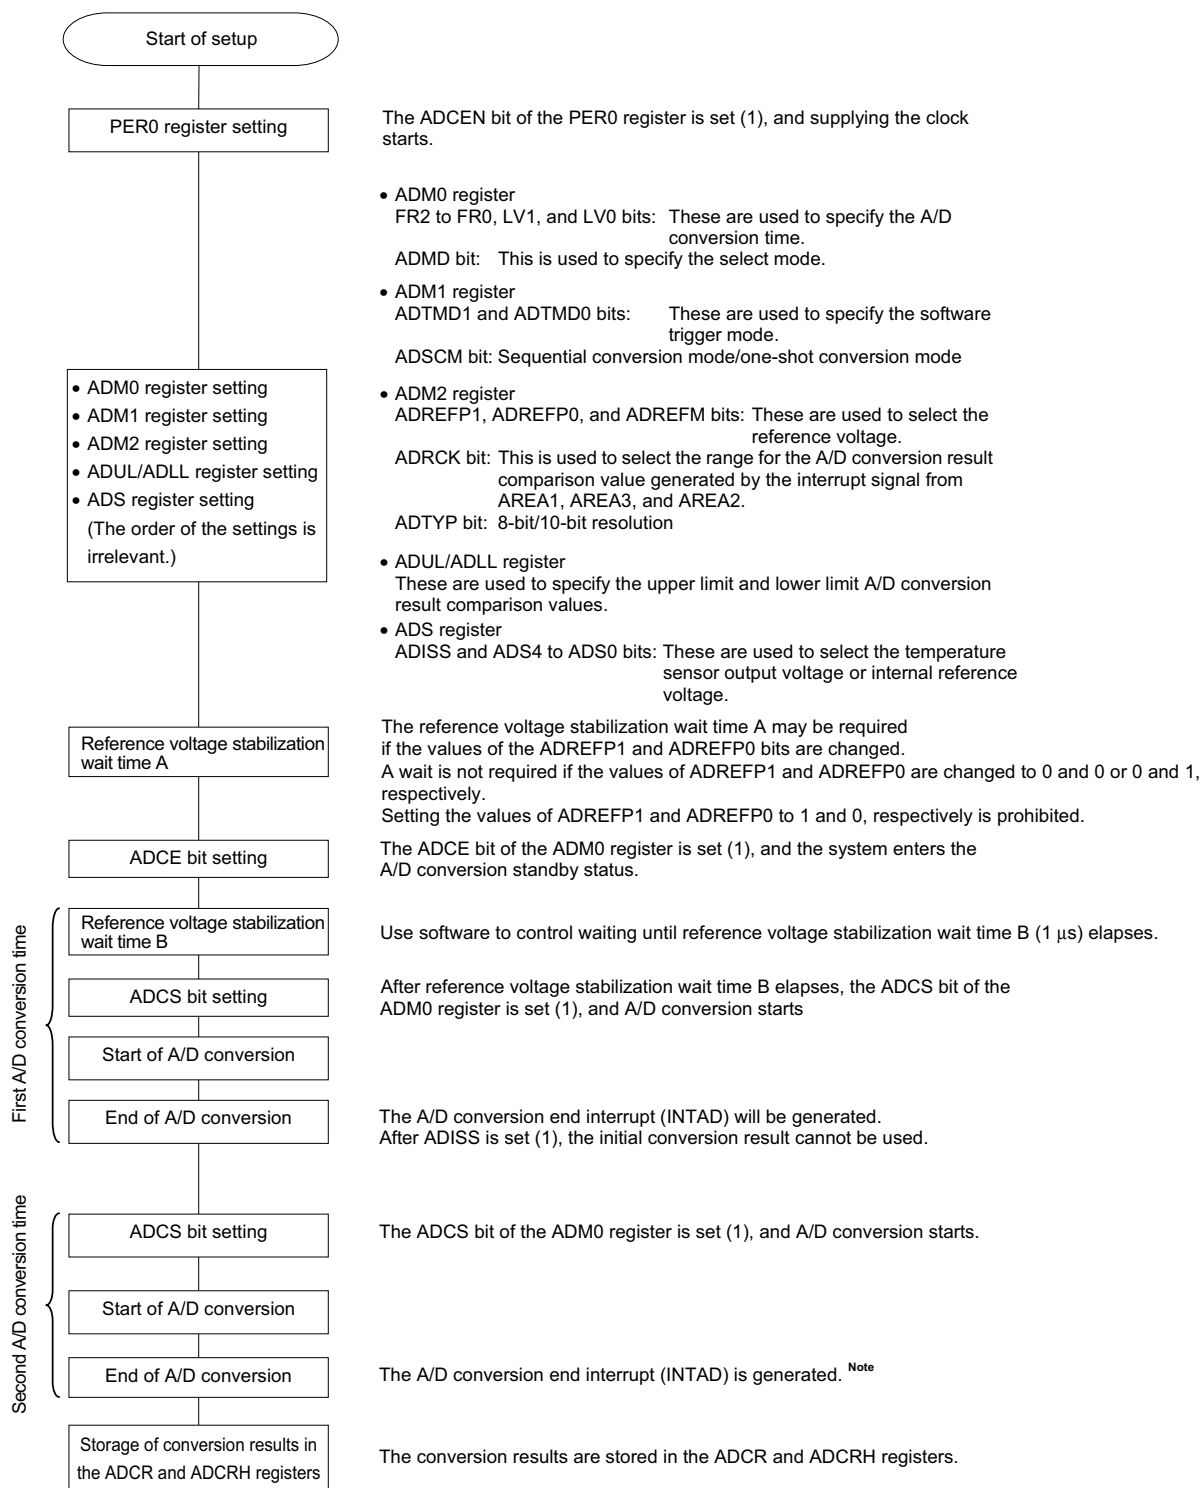 Start of setup
PER0 register setting
The ADCEN bit of the PER0 register is set (1), and supplying the clock
starts.
• ADM0 register
FR2 to FR0, LV1, and LV0 bits: These are used to specify the A/D
conversion time.
ADMD bit: This is used to specify the select mode.
• ADM1 register
ADTMD1 and ADTMD0 bits: These are used to specify the software
trigger mode.
ADSCM bit: Sequential conversion mode/one-shot conversion mode
• ADM0 register setting
• ADM1 register setting
• ADM2 register setting
• ADUL/ADLL register setting
• ADS register setting
(The order of the settings is
irrelevant.)
• ADM2 register
ADREFP1, ADREFP0, and ADREFM bits: These are used to select the
reference voltage.
ADRCK bit: This is used to select the range for the A/D conversion result
comparison value generated by the interrupt signal from
AREA1, AREA3, and AREA2.
ADTYP bit: 8-bit/10-bit resolution
• ADUL/ADLL register
These are used to specify the upper limit and lower limit A/D conversion
result comparison values.
• ADS register
ADISS and ADS4 to ADS0 bits: These are used to select the temperature
sensor output voltage or internal reference
voltage.
Reference voltage stabilization
wait time A
The reference voltage stabilization wait time A may be required
if the values of the ADREFP1 and ADREFP0 bits are changed.
A wait is not required if the values of ADREFP1 and ADREFP0 are changed to 0 and 0 or 0 and 1,
respectively.
Setting the values of ADREFP1 and ADREFP0 to 1 and 0, respectively is prohibited.
ADCE bit setting
The ADCE bit of the ADM0 register is set (1), and the system enters the
A/D conversion standby status.
First A/D conversion time
Reference voltage stabilization
wait time B
Use software to control waiting until reference voltage stabilization wait time B (1 μs) elapses.
ADCS bit setting
After reference voltage stabilization wait time B elapses, the ADCS bit of the
ADM0 register is set (1), and A/D conversion starts
Start of A/D conversion
End of A/D conversion
The A/D conversion end interrupt (INTAD) will be generated.
After ADISS is set (1), the initial conversion result cannot be used.
Second A/D conversion time
ADCS bit setting
The ADCS bit of the ADM0 register is set (1), and A/D conversion starts.
Start of A/D conversion
End of A/D conversion
The A/D conversion end interrupt (INTAD) is generated. Note
Storage of conversion results in
the ADCR and ADCRH registers
The conversion results are stored in the ADCR and ADCRH registers.